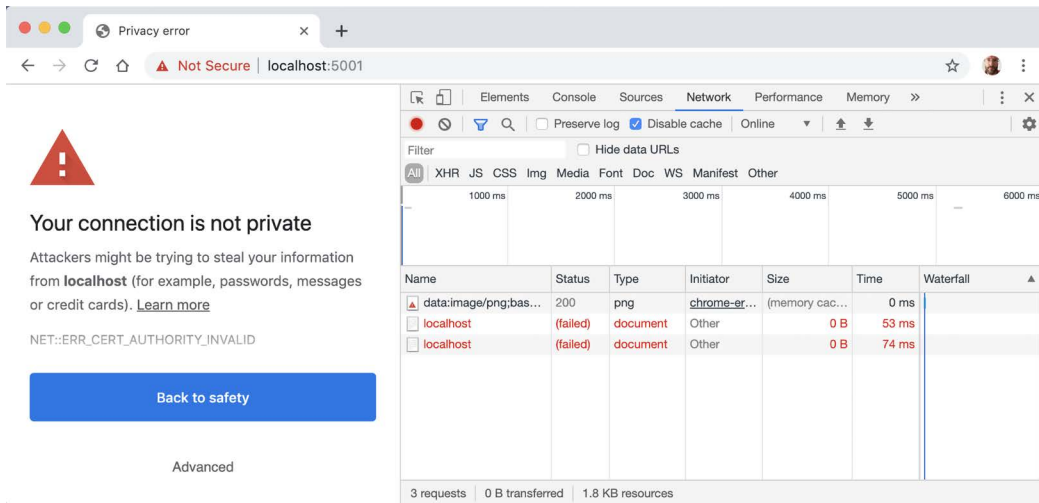 Privacy error
Not Secure | localhost:5001
Elements Console Sources Network Performance Memory »
Preserve log Disable cache Online
Filter Hide data URLs
All XHR JS CSS Img Media Font Doc WS Manifest Other
1000 ms 2000 ms 3000 ms 4000 ms 5000 ms 6000 ms
Your connection is not private
Attackers might be trying to steal your information
from localhost (for example, passwords, messages
or credit cards). Learn more
NET::ERR_CERT_AUTHORITY_INVALID
Back to safety
Advanced
Name Status Type Initiator Size Time Waterfall
data:image/png;bas... 200 png chrome-er... (memory cac... 0 ms
localhost (failed) document Other 0 B 53 ms
localhost (failed) document Other 0 B 74 ms
3 requests 0 B transferred 1.8 KB resources